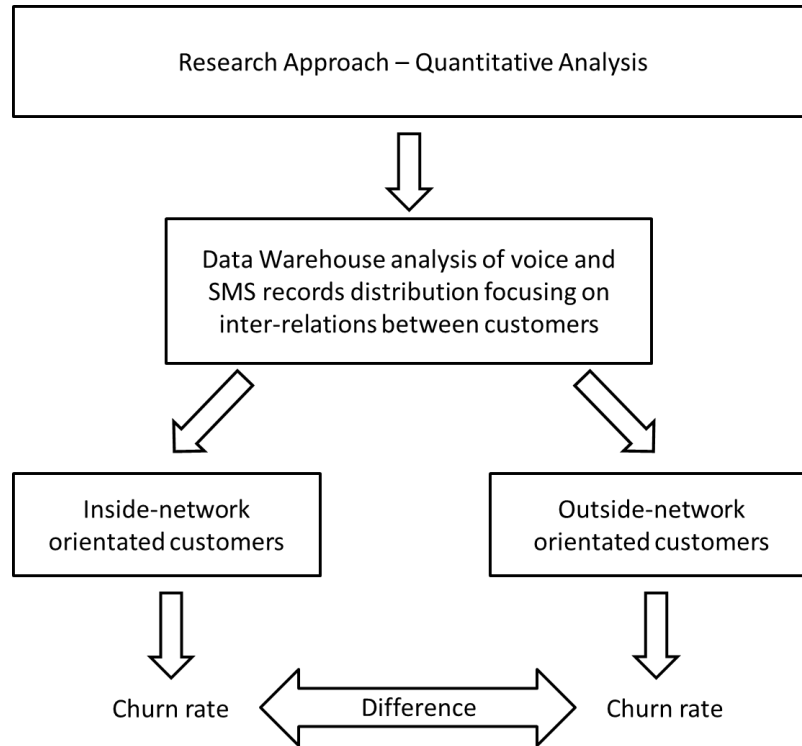 Research Approach – Quantitative Analysis
Data Warehouse analysis of voice and
SMS records distribution focusing on
inter-relations between customers
Inside-network
orientated customers
Outside-network
orientated customers
Churn rate
Difference
Churn rate